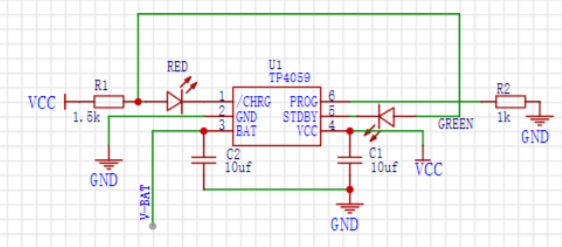 RED
U1
TP4059
VCC
R1
1.5k
1
/CHRG
PROG
6
R2
2
GND
STDBY
5
GREEN
1k
3
BAT
VCC
4
GND
GND
C2
10uf
C1
10uf
VCC
V-BAT
GND